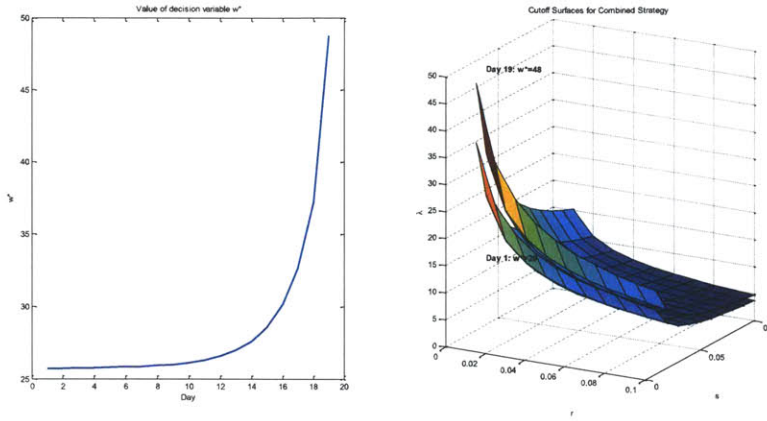 Value of decision variable w*
50
45
40
35
30
25
w*
0 2 4 6 8 10 12 14 16 18 20
Day
Cutoff Surfaces for Combined Strategy
Day 19: w*=48
Day 1: w*=26
50
45
40
35
30
25
20
15
10
5
0
λ
0 0.02 0.04 0.06 0.08 0.1
r
0 0.05
s